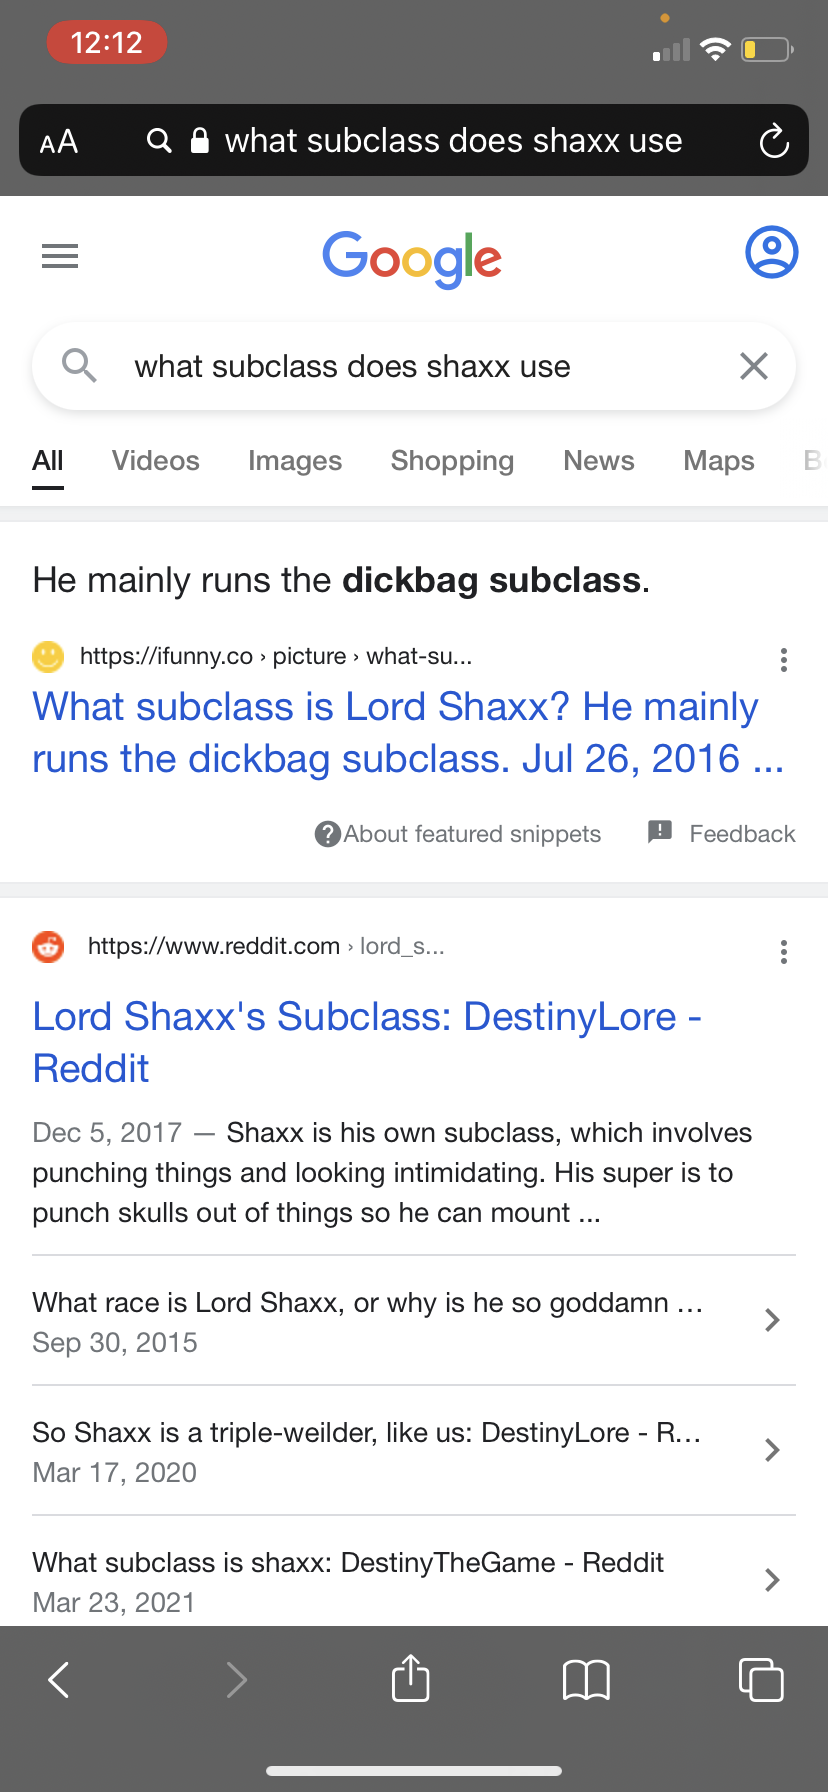 12:12
AA what subclass does shaxx use
Google
what subclass does shaxx use
All Videos Images Shopping News Maps
He mainly runs the dickbag subclass.
https://ifunny.co › picture › what-su...
What subclass is Lord Shaxx? He mainly
runs the dickbag subclass. Jul 26, 2016 ...
About featured snippets Feedback
https://www.reddit.com › lord_s...
Lord Shaxx's Subclass: DestinyLore -
Reddit
Dec 5, 2017 — Shaxx is his own subclass, which involves
punching things and looking intimidating. His super is to
punch skulls out of things so he can mount ...
What race is Lord Shaxx, or why is he so goddamn ...
Sep 30, 2015
So Shaxx is a triple-weilder, like us: DestinyLore - R...
Mar 17, 2020
What subclass is shaxx: DestinyTheGame - Reddit
Mar 23, 2021